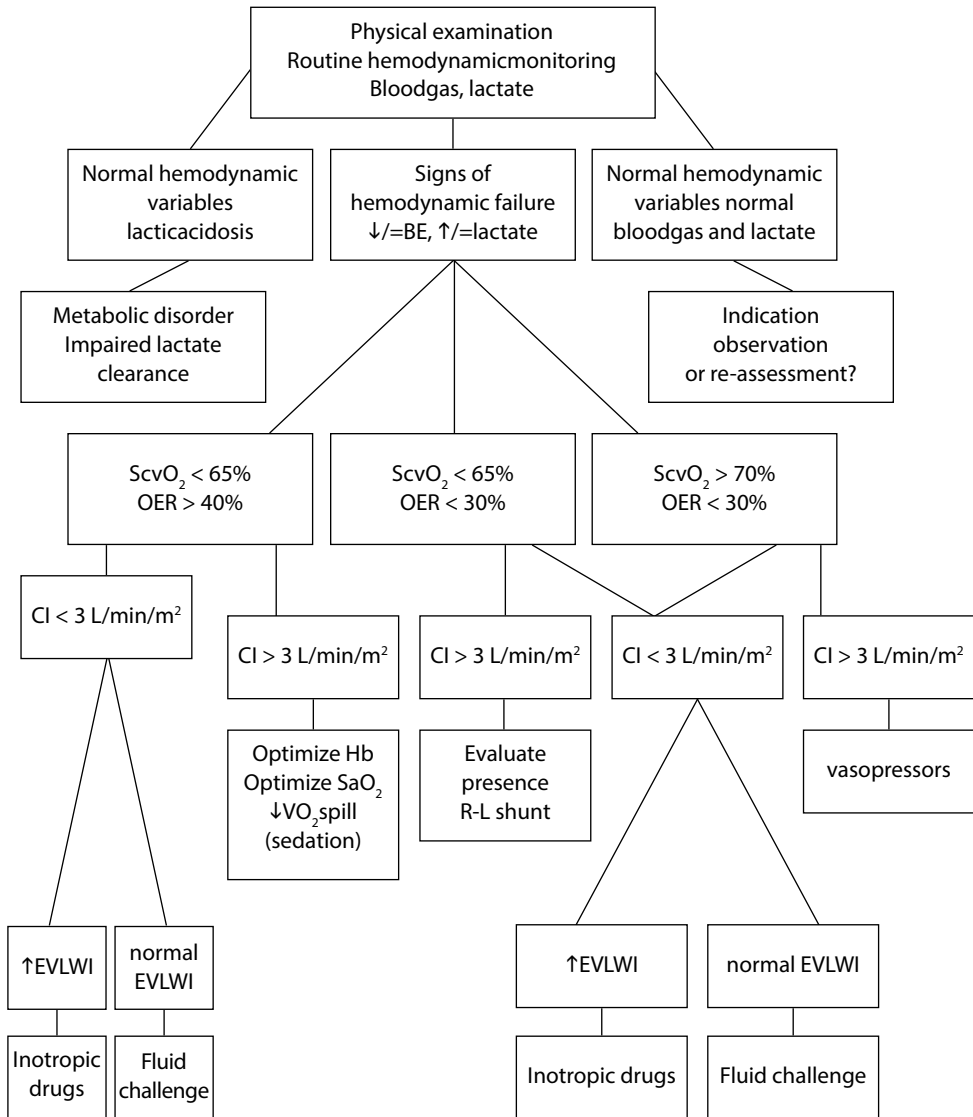 Physical examination
Routine hemodynamicmonitoring
Bloodgas, lactate
Normal hemodynamic
variables
lacticacidosis
Signs of
hemodynamic failure
↓/=BE, ↑/=lactate
Normal hemodynamic
variables normal
bloodgas and lactate
Metabolic disorder
Impaired lactate
clearance
Indication
observation
or re-assessment?
ScvO₂ < 65%
OER > 40%
ScvO₂ < 65%
OER < 30%
ScvO₂ > 70%
OER < 30%
CI < 3 L/min/m²
CI > 3 L/min/m²
CI > 3 L/min/m²
CI < 3 L/min/m²
CI > 3 L/min/m²
Optimize Hb
Optimize SaO₂
↓VO₂spill
(sedation)
Evaluate
presence
R-L shunt
vasopressors
↑EVLWI
normal
EVLWI
↑EVLWI
normal EVLWI
Inotropic
drugs
Fluid
challenge
Inotropic drugs
Fluid challenge